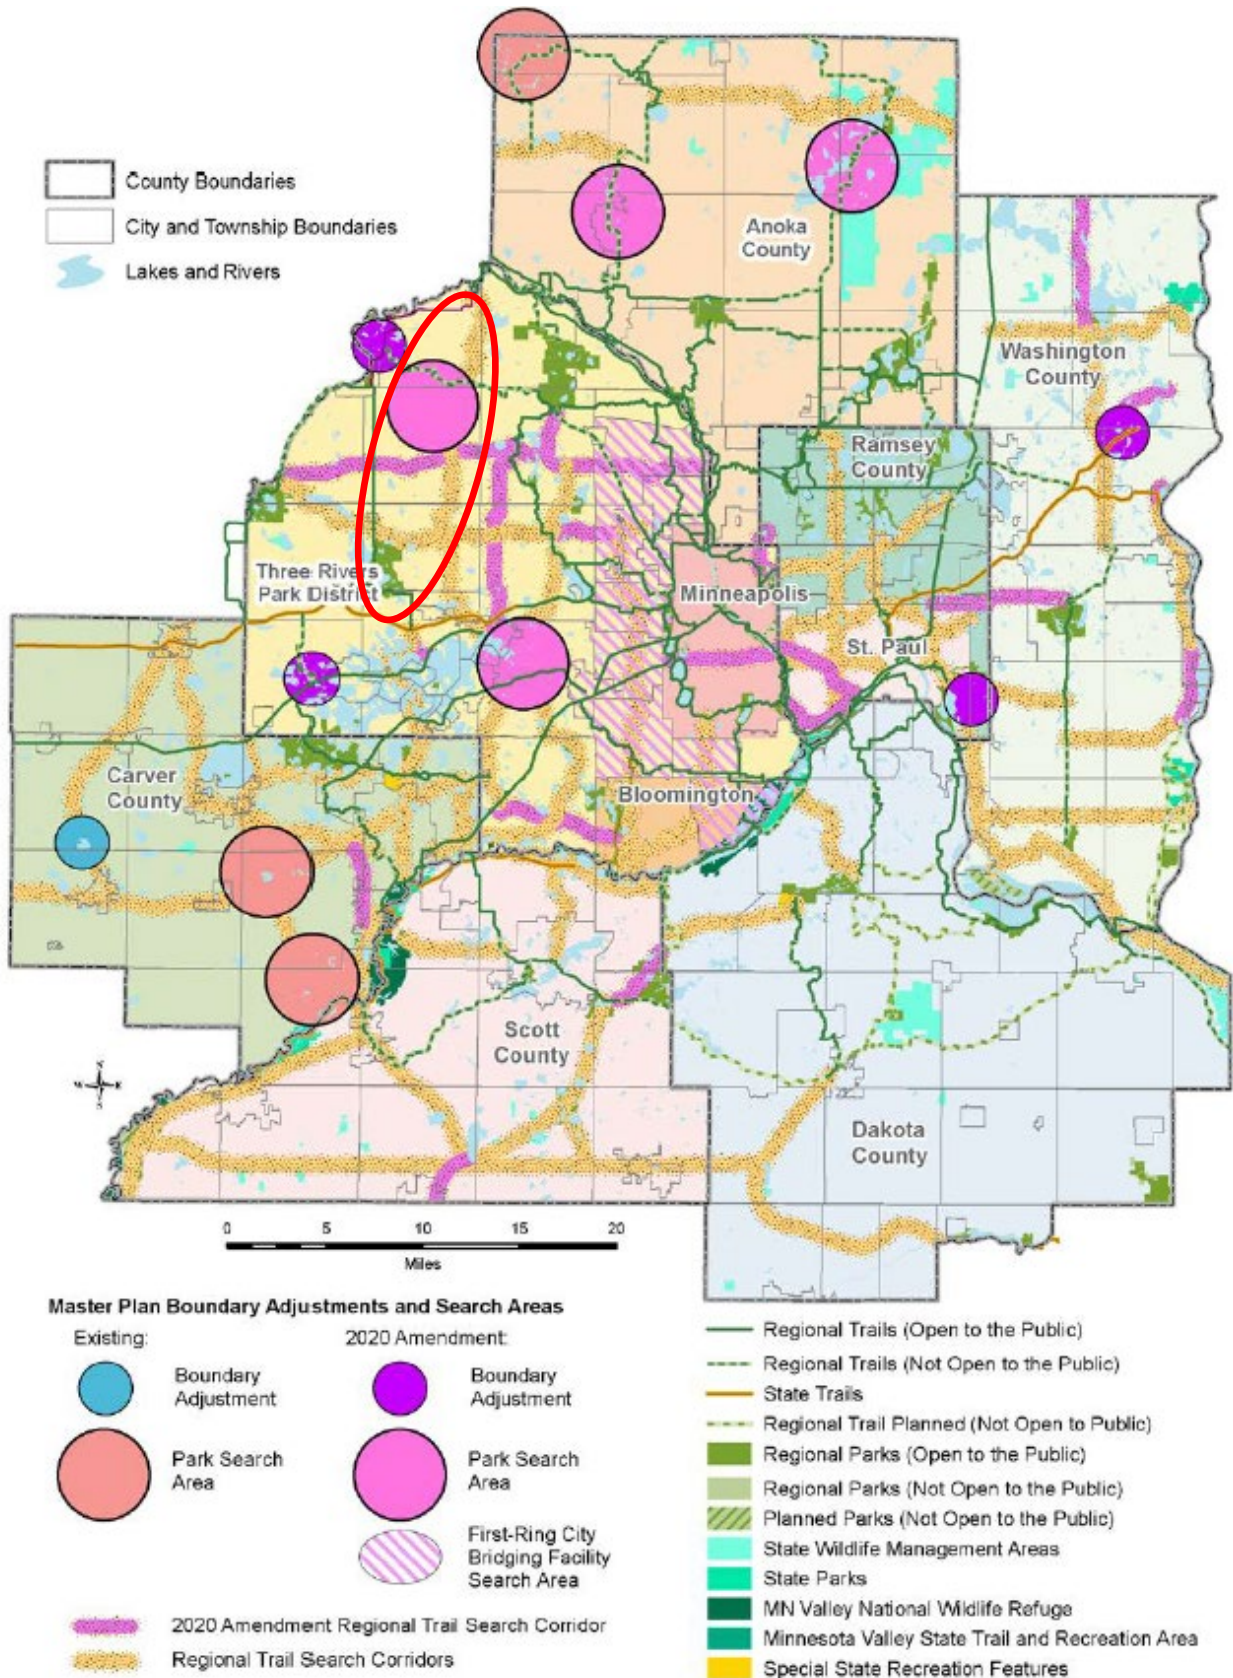 County Boundaries
City and Township Boundaries
Lakes and Rivers
Anoka
County
Washington
County
Ramsey
County
Three Rivers
Park District
Minneapolis
St. Paul
Carver
County
Bloomington
Scott
County
Dakota
County
N
W
E
S
0 5 10 15 20
Miles
Master Plan Boundary Adjustments and Search Areas
Existing:
Boundary
Adjustment
Park Search
Area
2020 Amendment:
Boundary
Adjustment
Park Search
Area
First-Ring City
Bridging Facility
Search Area
2020 Amendment Regional Trail Search Corridor
Regional Trail Search Corridors
Regional Trails (Open to the Public)
Regional Trails (Not Open to the Public)
State Trails
Regional Trail Planned (Not Open to Public)
Regional Parks (Open to the Public)
Regional Parks (Not Open to the Public)
Planned Parks (Not Open to the Public)
State Wildlife Management Areas
State Parks
MN Valley National Wildlife Refuge
Minnesota Valley State Trail and Recreation Area
Special State Recreation Features